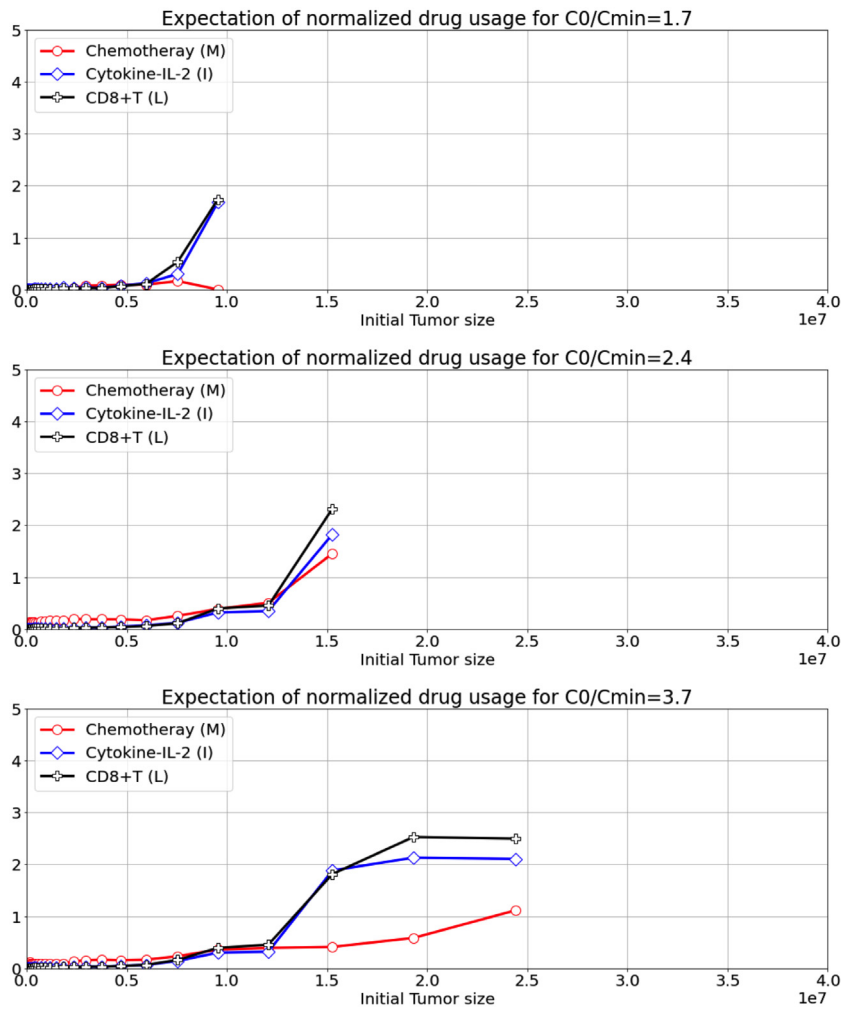 Expectation of normalized drug usage for C0/Cmin=1.7
5
Chemotheray (M)
Cytokine-IL-2 (I)
CD8+T (L)
4
3
2
1
0
0.0 0.5 1.0 1.5 2.0 2.5 3.0 3.5 4.0
Initial Tumor size
1e7
Expectation of normalized drug usage for C0/Cmin=2.4
5
Chemotheray (M)
Cytokine-IL-2 (I)
CD8+T (L)
4
3
2
1
0
0.0 0.5 1.0 1.5 2.0 2.5 3.0 3.5 4.0
Initial Tumor size
1e7
Expectation of normalized drug usage for C0/Cmin=3.7
5
Chemotheray (M)
Cytokine-IL-2 (I)
CD8+T (L)
4
3
2
1
0
0.0 0.5 1.0 1.5 2.0 2.5 3.0 3.5 4.0
Initial Tumor size
1e7